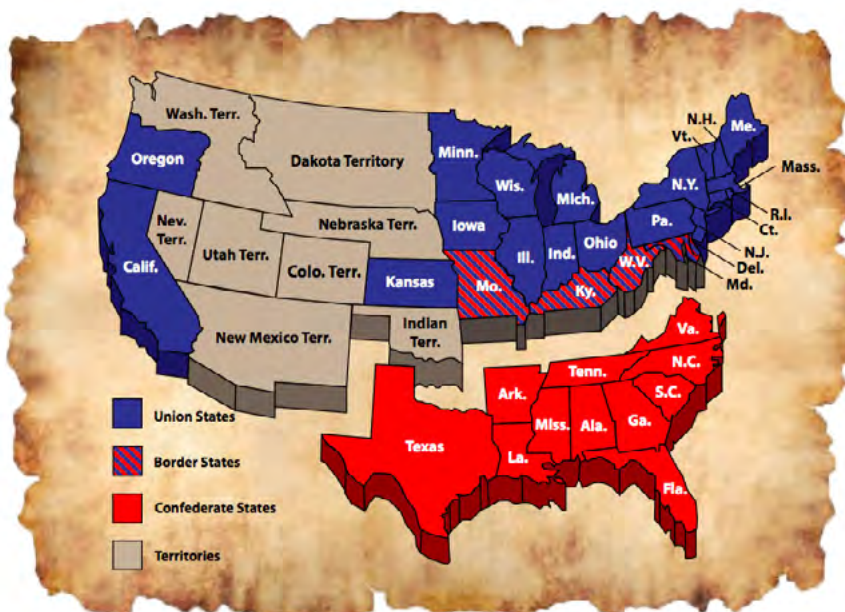 Wash. Terr.
Oregon
Dakota Territory
Minn.
Wis.
Mich.
N.H.
Vt.
Me.
N.Y.
Mass.
R.I.
Ct.
N.J.
Del.
Md.
Pa.
Nev.
Terr.
Utah Terr.
Nebraska Terr.
Iowa
Ill.
Ind.
Ohio
W.V.
Calif.
Colo. Terr.
Kansas
Mo.
Ky.
New Mexico Terr.
Indian
Terr.
Va.
N.C.
Tenn.
S.C.
Ark.
Miss.
Ala.
Ga.
Texas
La.
Fla.
Union States
Border States
Confederate States
Territories